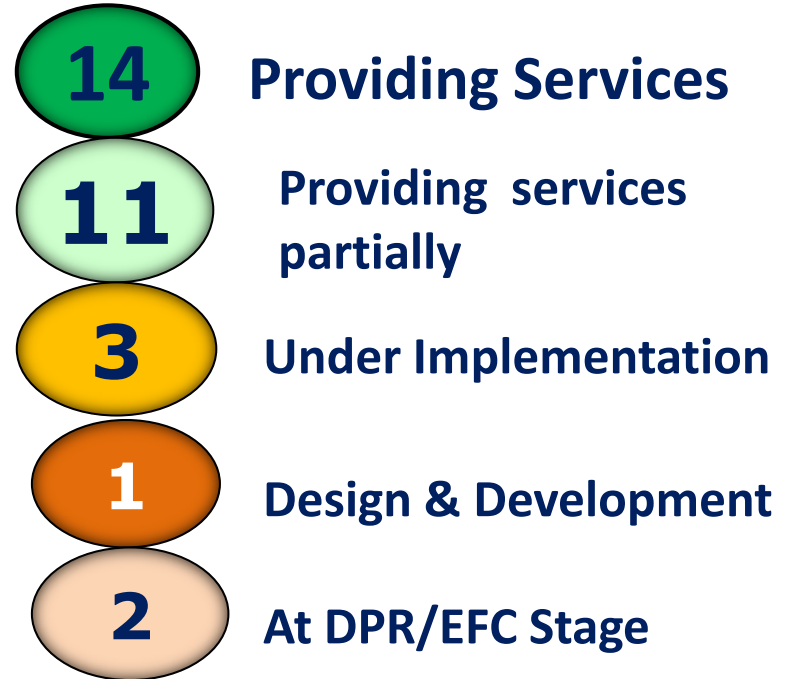 14 Providing Services
11 Providing services
partially
3 Under Implementation
1 Design & Development
2 At DPR/EFC Stage